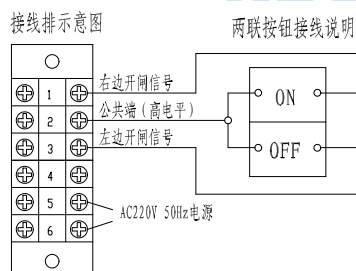 接线排示意图
两联按钮接线说明
1 右边开闸信号
2 公共端(高电平)
3 左边开闸信号
4
5
6
AC220V 50Hz电源
ON
OFF